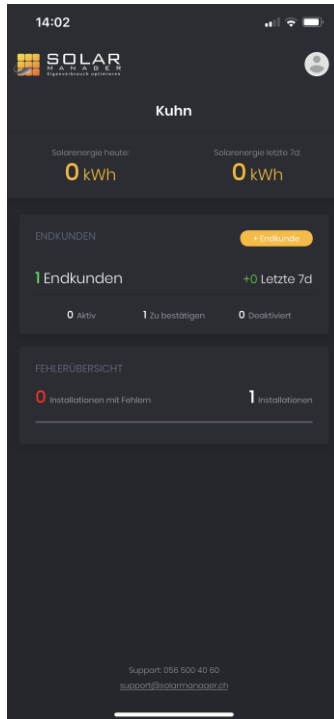 14:02
SOLAR
MANAGER
Eigenverbrauch optimieren
Kuhn
Solarenergie heute: Solarenergie letzte 7d:
0 kWh 0 kWh
ENDKUNDEN + Endkunde
1 Endkunden +0 Letzte 7d
0 Aktiv 1 Zu bestätigen 0 Deaktiviert
FEHLERÜBERSICHT
0 Installationen mit Fehlern 1 Installationen
Support: 056 500 40 60
support@solarmanager.ch